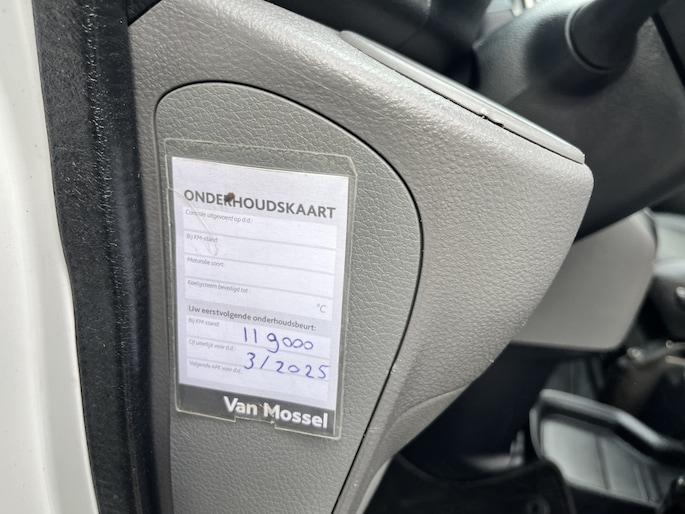 ONDERHOUDSKAART
Controle uitgevoerd op d.d.:
Bij KM-stand:
Motorolie soort:
Koelsysteem beveiligd tot :
°C
Uw eerstvolgende onderhoudsbeurt:
Bij KM-stand: 119000
Of uiterlijk voor d.d.: 3/2025
Volgende APK voor d.d.:
Van Mossel